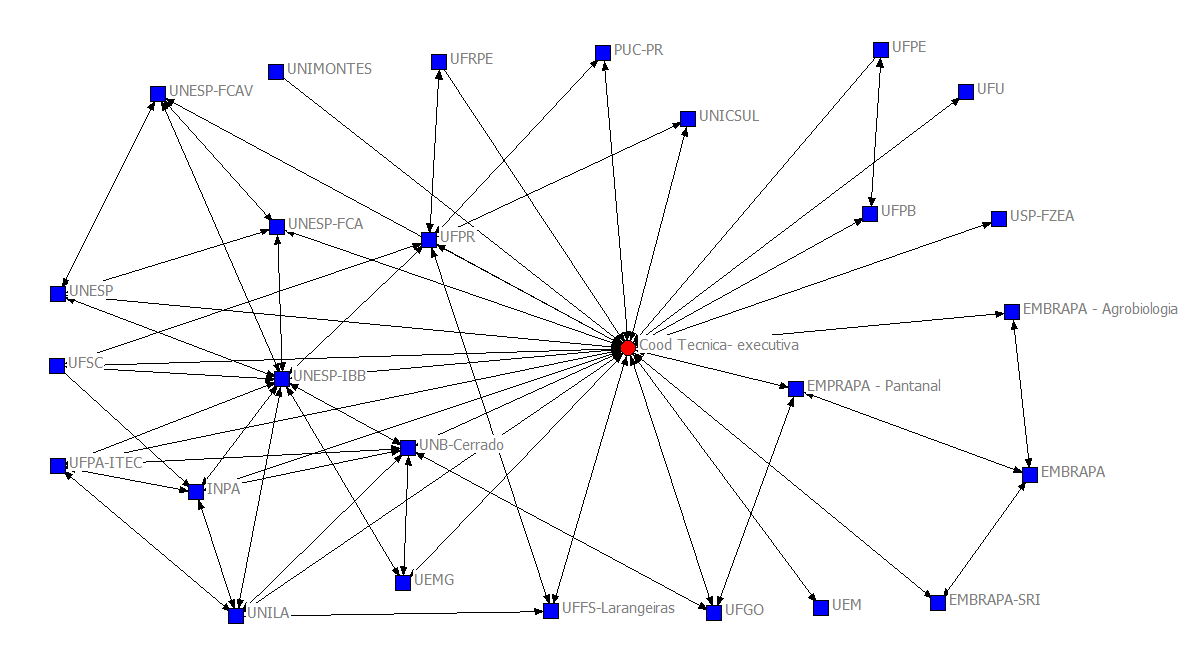 UFPE
PUC-PR
UFRPE
UNIMONTES
UNESP-FCAV
UFU
UNICSUL
UFPB
USP-FZEA
UNESP-FCA
UFPR
UNESP
EMBRAPA - Agrobiologia
Cood Tecnica- executiva
UFSC
UNESP-IBB
EMPRAPA - Pantanal
UNB-Cerrado
UFPA-ITEC
EMBRAPA
INPA
UEMG
EMBRAPA-SRI
UEM
UFFS-Larangeiras
UFGO
UNILA